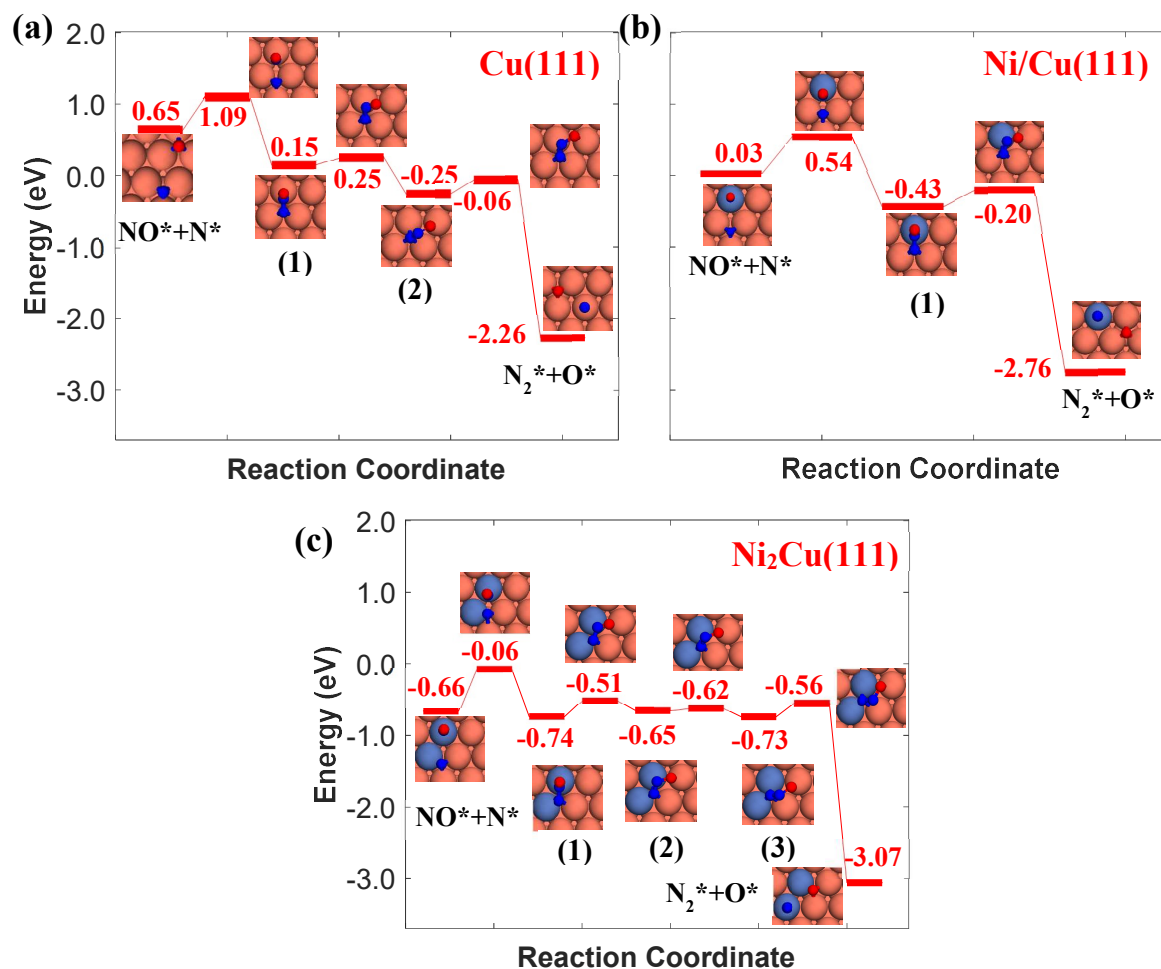 (a)
Cu(111)
2.0
1.0
0.0
-1.0
-2.0
-3.0
Energy (eV)
0.65
1.09
0.15
0.25
-0.25
-0.06
-2.26
NO*+N*
(1)
(2)
N₂*+O*
Reaction Coordinate
(b)
Ni/Cu(111)
0.03
0.54
-0.43
-0.20
-2.76
NO*+N*
(1)
N₂*+O*
Reaction Coordinate
(c)
Ni₂Cu(111)
2.0
1.0
0.0
-1.0
-2.0
-3.0
Energy (eV)
-0.66
-0.06
-0.74
-0.51
-0.65
-0.62
-0.73
-0.56
-3.07
NO*+N*
(1)
(2)
(3)
N₂*+O*
Reaction Coordinate